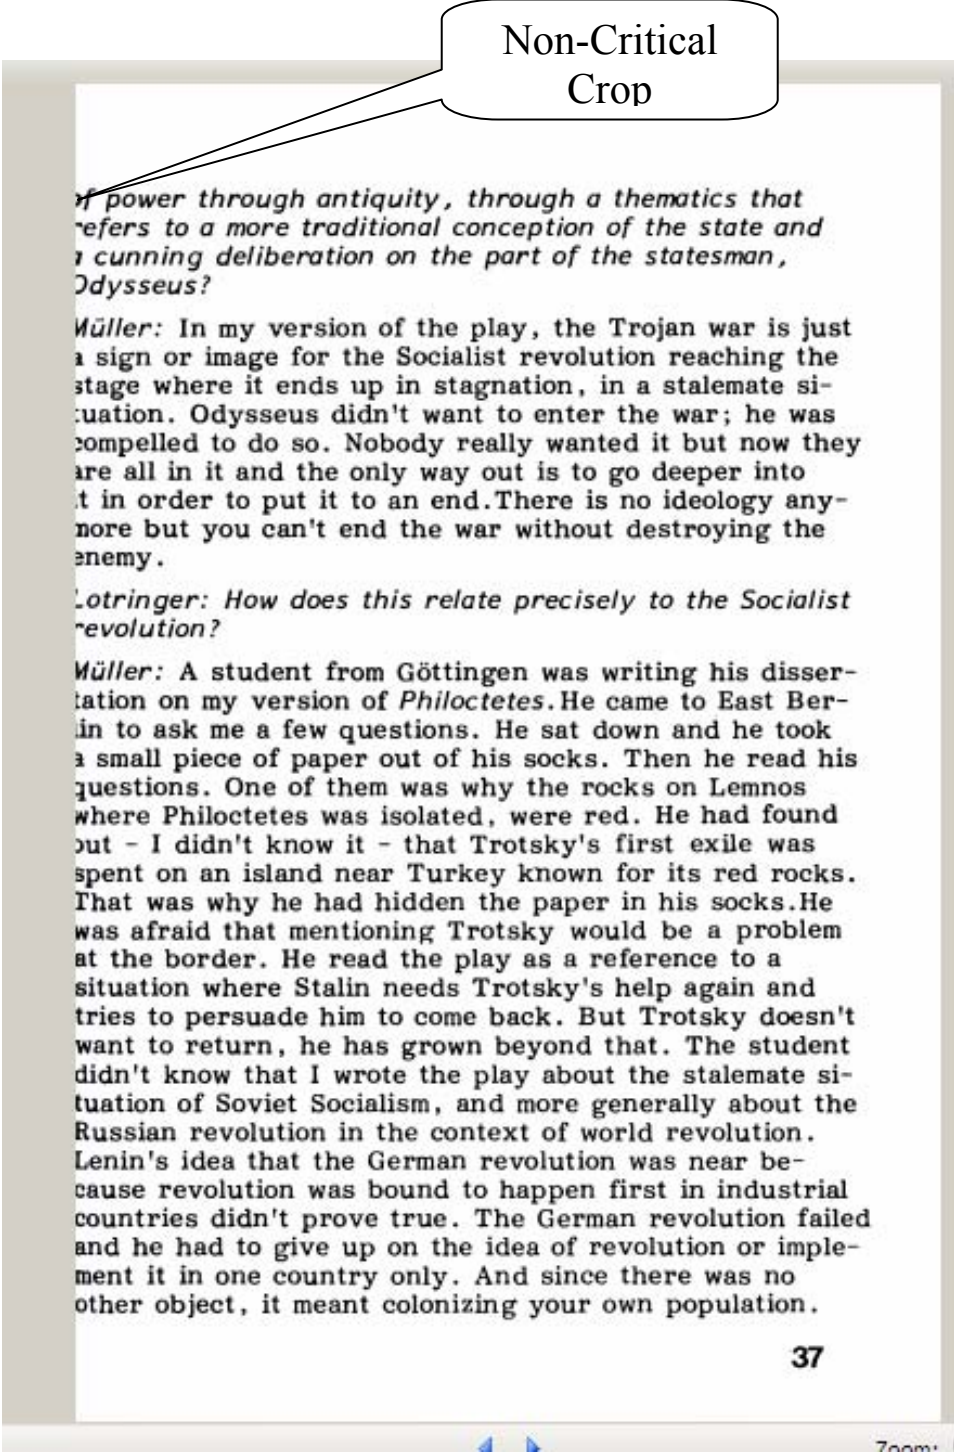 Non-Critical
Crop
of power through antiquity, through a thematics that
refers to a more traditional conception of the state and
a cunning deliberation on the part of the statesman,
Odysseus?
Müller: In my version of the play, the Trojan war is just
a sign or image for the Socialist revolution reaching the
stage where it ends up in stagnation, in a stalemate si-
tuation. Odysseus didn't want to enter the war; he was
compelled to do so. Nobody really wanted it but now they
are all in it and the only way out is to go deeper into
it in order to put it to an end.There is no ideology any-
more but you can't end the war without destroying the
enemy.
Lotringer: How does this relate precisely to the Socialist
revolution?
Müller: A student from Göttingen was writing his disser-
tation on my version of Philoctetes.He came to East Ber-
lin to ask me a few questions. He sat down and he took
a small piece of paper out of his socks. Then he read his
questions. One of them was why the rocks on Lemnos
where Philoctetes was isolated, were red. He had found
out - I didn't know it - that Trotsky's first exile was
spent on an island near Turkey known for its red rocks.
That was why he had hidden the paper in his socks.He
was afraid that mentioning Trotsky would be a problem
at the border. He read the play as a reference to a
situation where Stalin needs Trotsky's help again and
tries to persuade him to come back. But Trotsky doesn't
want to return, he has grown beyond that. The student
didn't know that I wrote the play about the stalemate si-
tuation of Soviet Socialism, and more generally about the
Russian revolution in the context of world revolution.
Lenin's idea that the German revolution was near be-
cause revolution was bound to happen first in industrial
countries didn't prove true. The German revolution failed
and he had to give up on the idea of revolution or imple-
ment it in one country only. And since there was no
other object, it meant colonizing your own population.
37
Zoom: